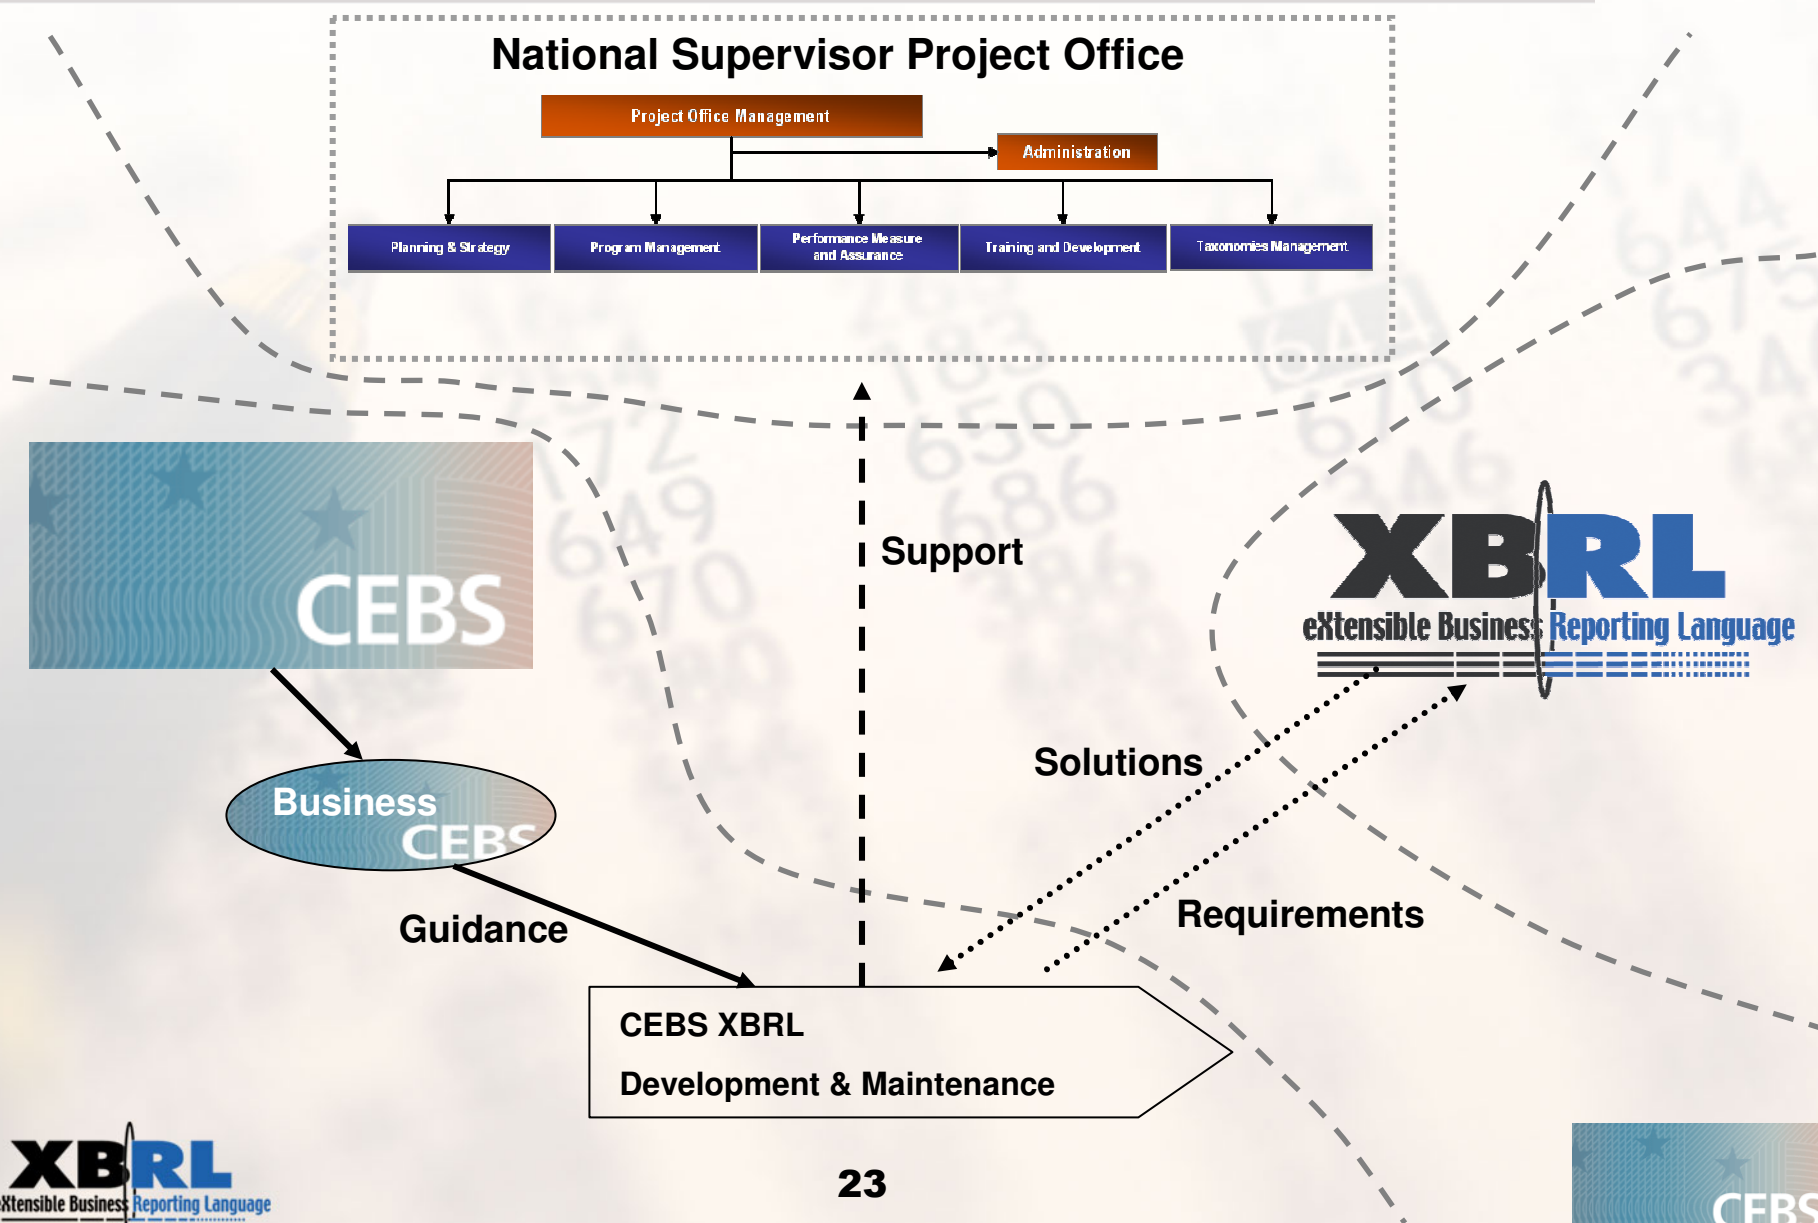 National Supervisor Project Office
Project Office Management
Administration
Planning & Strategy
Program Management
Performance Measure
and Assurance
Training and Development
Taxonomies Management
CEBS
Support
XBRL
eXtensible Business Reporting Language
Solutions
Business
CEBS
Guidance
Requirements
CEBS XBRL
Development & Maintenance
XBRL
eXtensible Business Reporting Language
23
CEBS